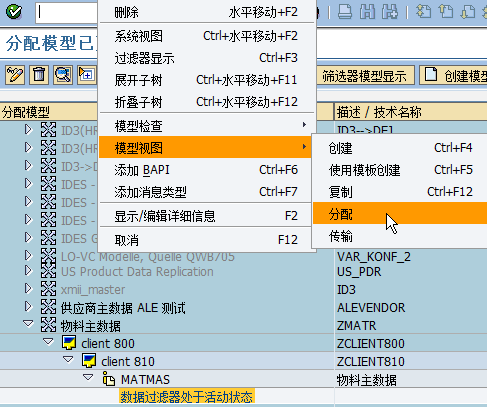 删除 水平移动+F2
系统视图 Ctrl+水平移动+F2
过滤器显示 Ctrl+F3
展开子树 Ctrl+水平移动+F11
折叠子树 Ctrl+水平移动+F12
模型检查
模型视图
添加 BAPI Ctrl+F6
添加消息类型 Ctrl+F7
显示/编辑详细信息 F2
取消 F12
创建 Ctrl+F4
使用模板创建 Ctrl+F5
复制 Ctrl+F12
分配
传输
分配模型已
筛选器模型显示 创建模型
分配模型 描述 / 技术名称
ID3(HR
ID3(HR
ID3->D
IDES -
IDES -
IDES -
IDES G
LO-VC Modelle, Quelle QWB705 VAR_KONF_2
US Product Data Replication US_PDR
xmii_master ID3
供应商主数据 ALE 测试 ALEVENDOR
物料主数据 ZMATR
client 800 ZCLIENT800
client 810 ZCLIENT810
MATMAS 物料主数据
数据过滤器处于活动状态